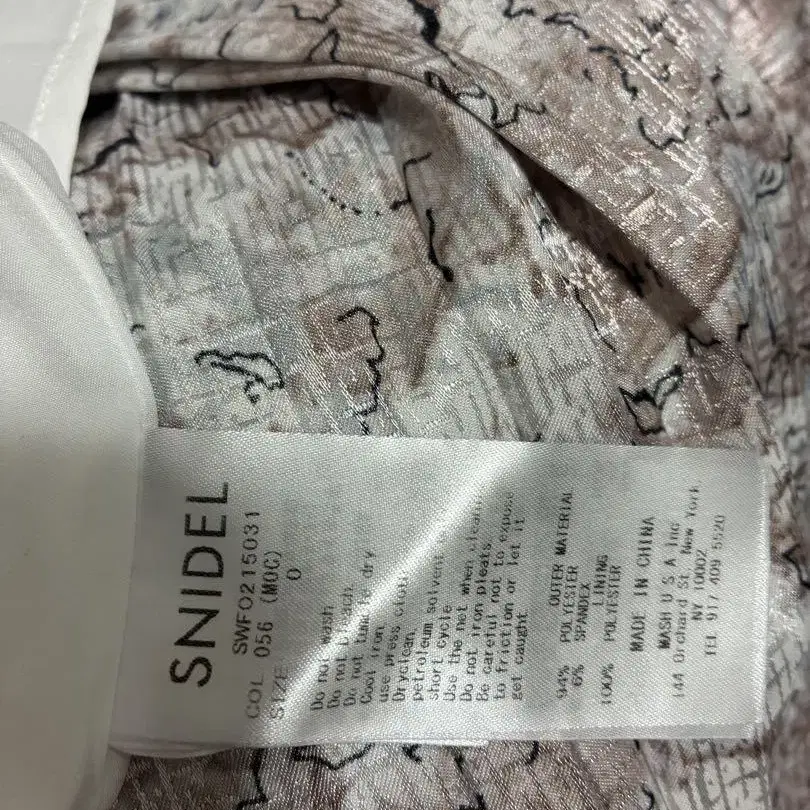 SNIDEL
SWFO215031
COL 056 (MOC)
SIZE 0
Do not wash
Do not bleach.
Do not tumble dry
Cool iron
use press cloth.
Dryclean.
petroleum solvent
short cycle
Use the net when
Do not iron pleats.
Be careful not to expose
to friction or let it
get caught
OUTER MATERIAL
94% POLYESTER
6% SPANDEX
LINING
100% POLYESTER
MADE IN CHINA
MASH U S A Inc
144 Orchard St New York
NY 10002
TEL 917 409 5520